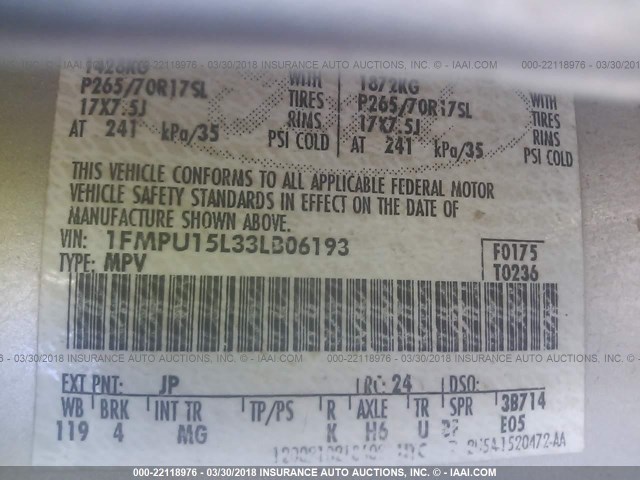 000-22118976 - 03/30/2018 INSURANCE AUTO AUCTIONS, INC. - IAAI.COM
1426KG WITH 1872KG WITH
P265/70R17SL TIRES P265/70R17SL TIRES
17X7.5J RIMS 17X7.5J RIMS
AT 241 kPa/35 PSI COLD AT 241 kPa/35 PSI COLD
THIS VEHICLE CONFORMS TO ALL APPLICABLE FEDERAL MOTOR
VEHICLE SAFETY STANDARDS IN EFFECT ON THE DATE OF
MANUFACTURE SHOWN ABOVE.
VIN: 1FMPU15L33LB06193 F0175
TYPE: MPV T0236
000-22118976 - 03/30/2018 INSURANCE AUTO AUCTIONS, INC. - IAAI.COM
EXT PNT: JP RC: 24 DSO:
WB BRK INT TR TP/PS R AXLE TR SPR 3B714
119 4 MG K H6 U E05
000-22118976 - 03/30/2018 INSURANCE AUTO AUCTIONS, INC. - IAAI.COM